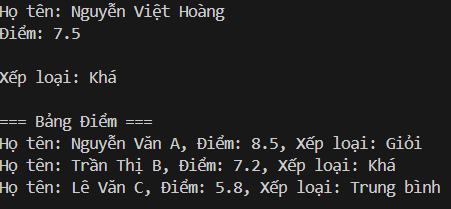 Họ tên: Nguyễn Việt Hoàng
Điểm: 7.5
Xếp loại: Khá
=== Bảng Điểm ===
Họ tên: Nguyễn Văn A, Điểm: 8.5, Xếp loại: Giỏi
Họ tên: Trần Thị B, Điểm: 7.2, Xếp loại: Khá
Họ tên: Lê Văn C, Điểm: 5.8, Xếp loại: Trung bình